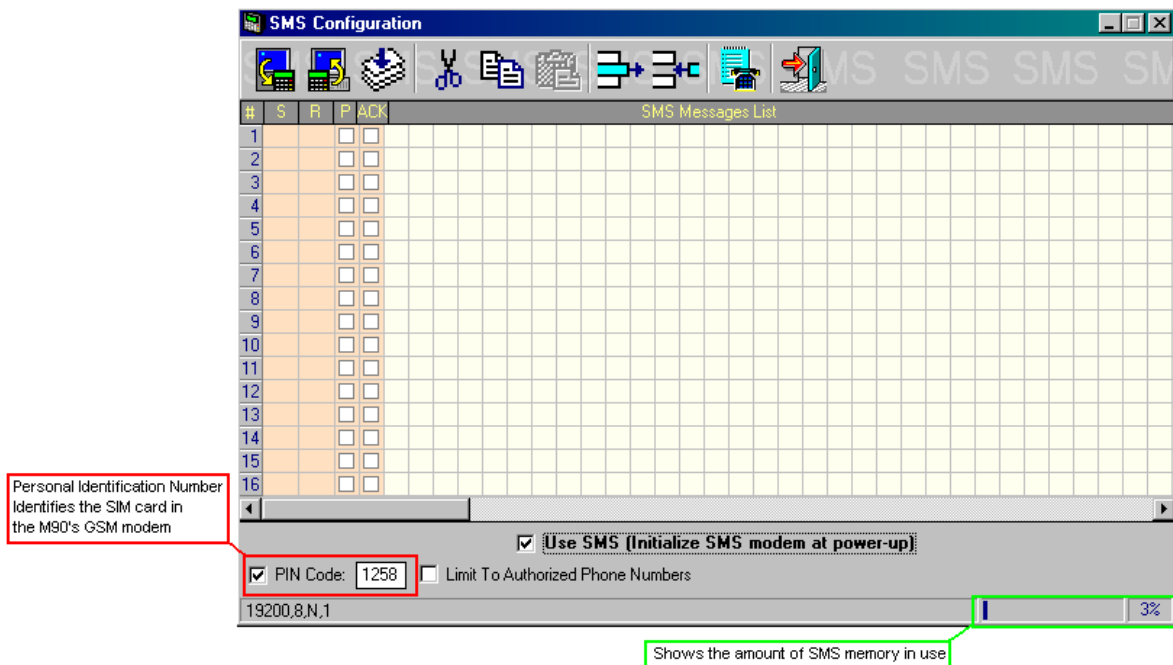 SMS Configuration
SMS SMS SMS SM
# S R P ACK SMS Messages List
1
2
3
4
5
6
7
8
9
10
11
12
13
14
15
16
Personal Identification Number
Identifies the SIM card in
the M90's GSM modem
Use SMS (Initialize SMS modem at power-up)
PIN Code: 1258 Limit To Authorized Phone Numbers
19200,8,N,1 3%
Shows the amount of SMS memory in use